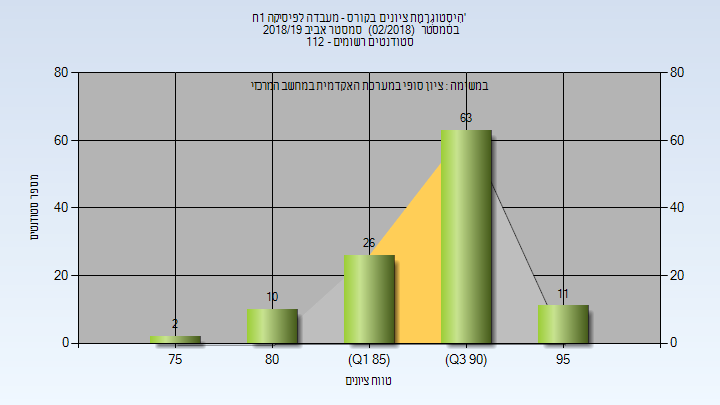 היסטוגרמת ציונים בקורס - מעבדה לפיסיקה 1ח'
בסמסטר (02/2018) סמסטר אביב 2018/19
סטודנטים רשומים - 112
במשימה : ציון סופי במערכת האקדמית במחשב המרכזי
80 80
60 60
40 40
20 20
0 0
מספר סטודנטים
2 10 26 63 11
75 80 (Q1 85) (Q3 90) 95
טווח ציונים